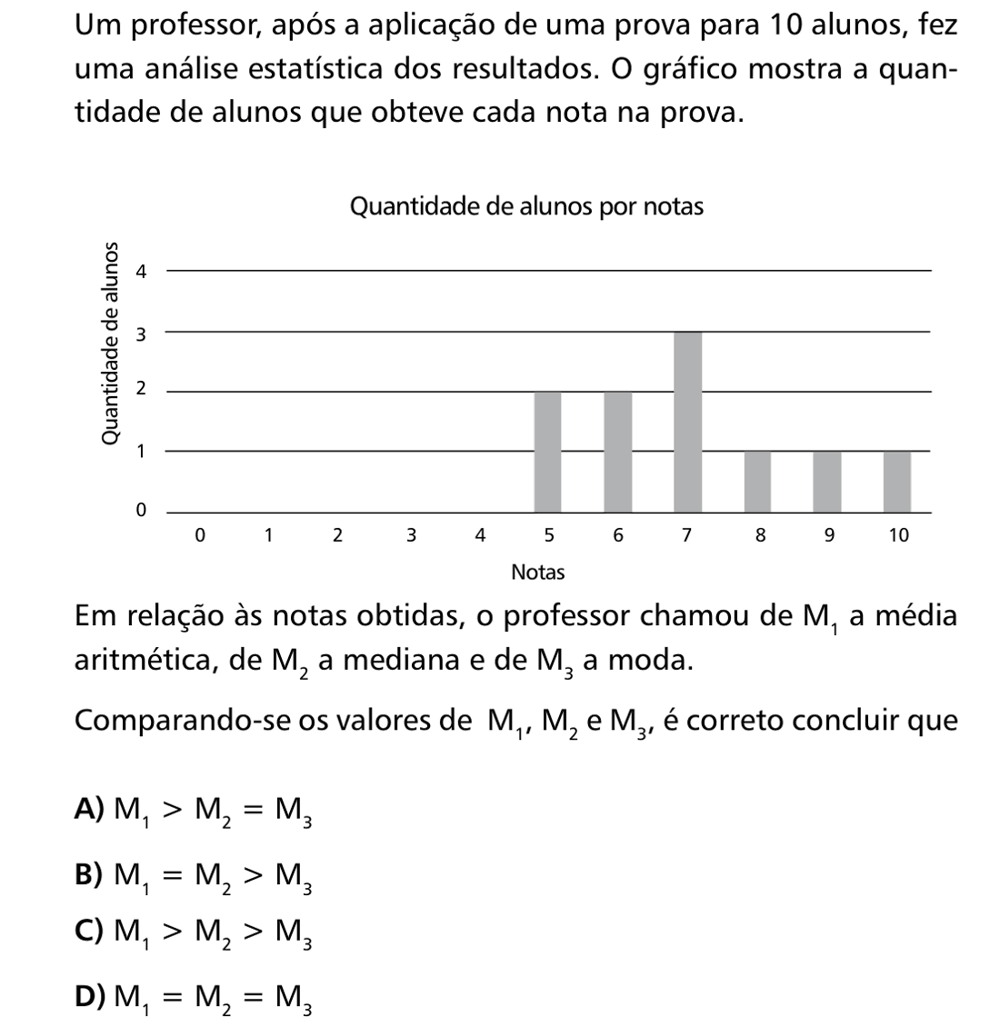 Um professor, após a aplicação de uma prova para 10 alunos, fez
uma análise estatística dos resultados. O gráfico mostra a quan-
tidade de alunos que obteve cada nota na prova.
Quantidade de alunos por notas
Quantidade de alunos
4
3
2
1
0
0 1 2 3 4 5 6 7 8 9 10
Notas
Em relação às notas obtidas, o professor chamou de M₁ a média
aritmética, de M₂ a mediana e de M₃ a moda.
Comparando-se os valores de M₁, M₂ e M₃, é correto concluir que
A) M₁ > M₂ = M₃
B) M₁ = M₂ > M₃
C) M₁ > M₂ > M₃
D) M₁ = M₂ = M₃